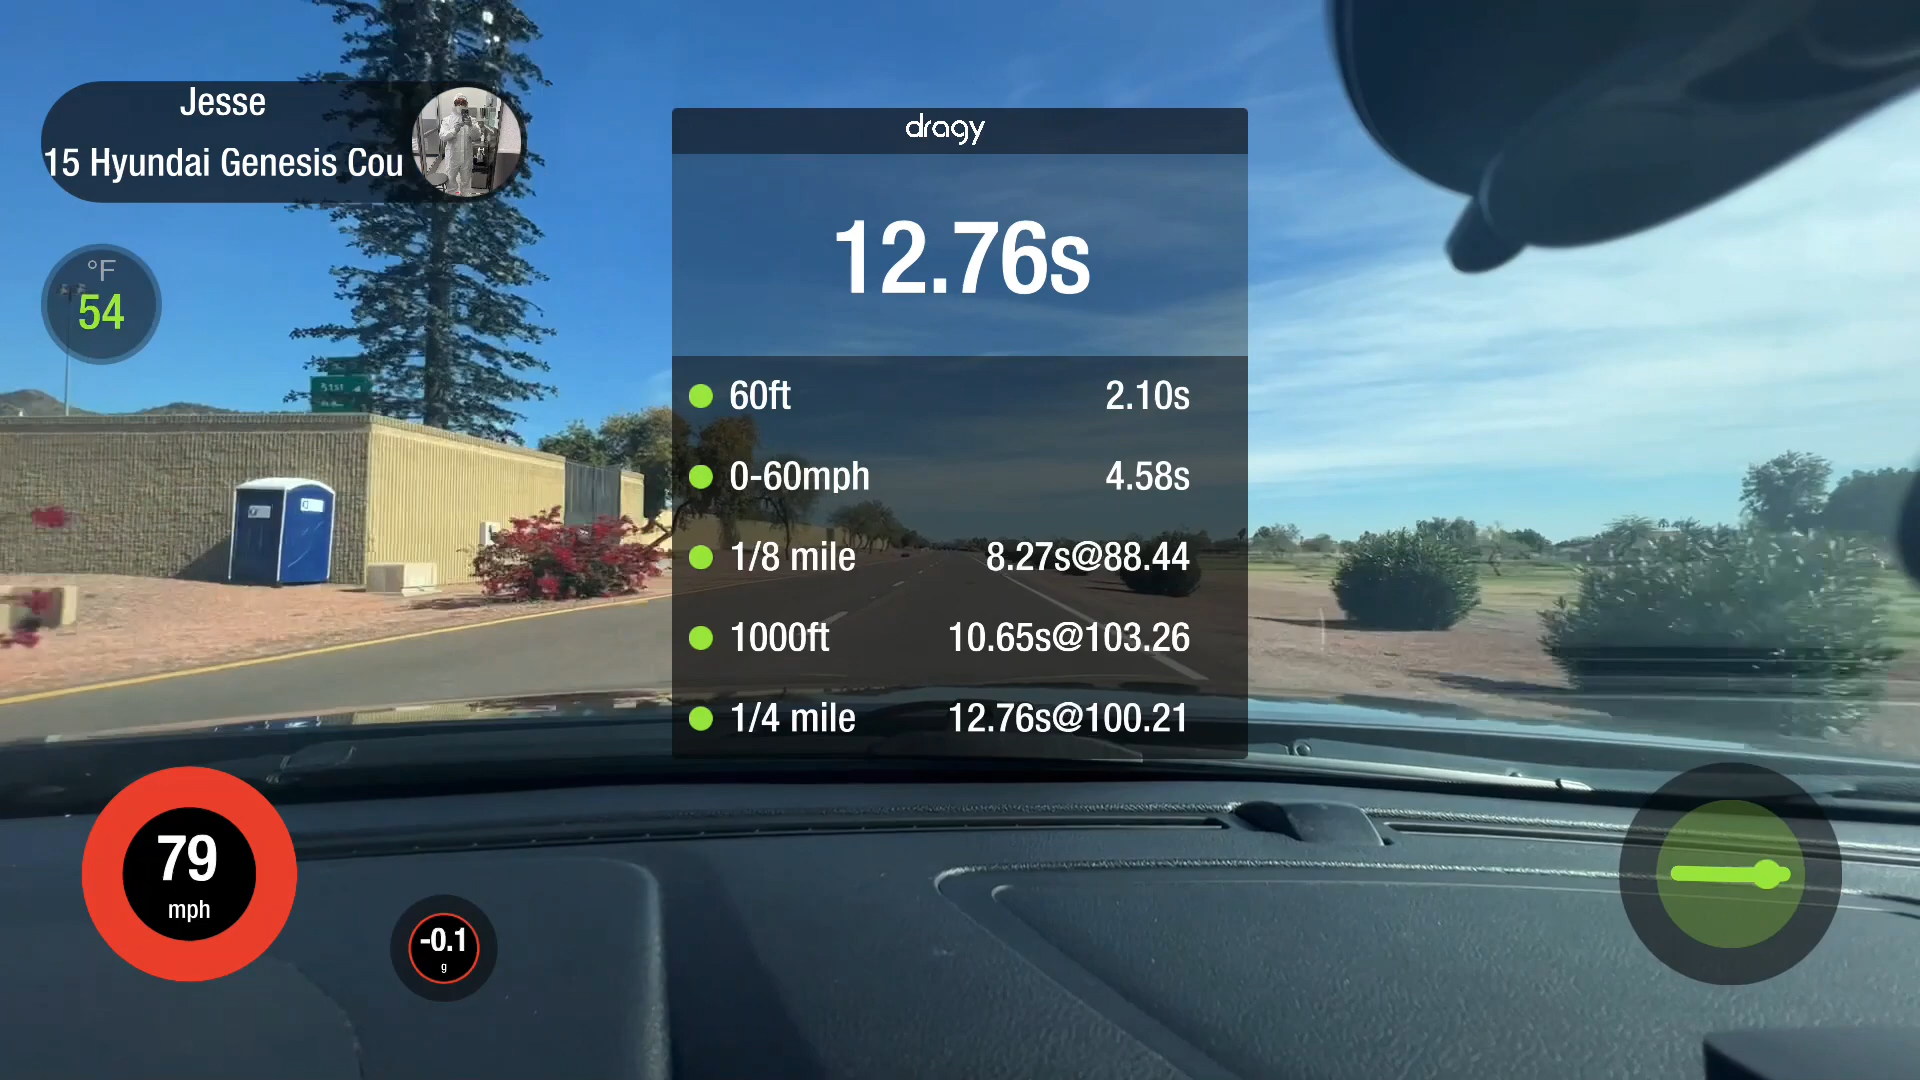 Jesse
15 Hyundai Genesis Cou
°F
54
dragy
12.76s
60ft 2.10s
0-60mph 4.58s
1/8 mile 8.27s@88.44
1000ft 10.65s@103.26
1/4 mile 12.76s@100.21
79
mph
-0.1
g